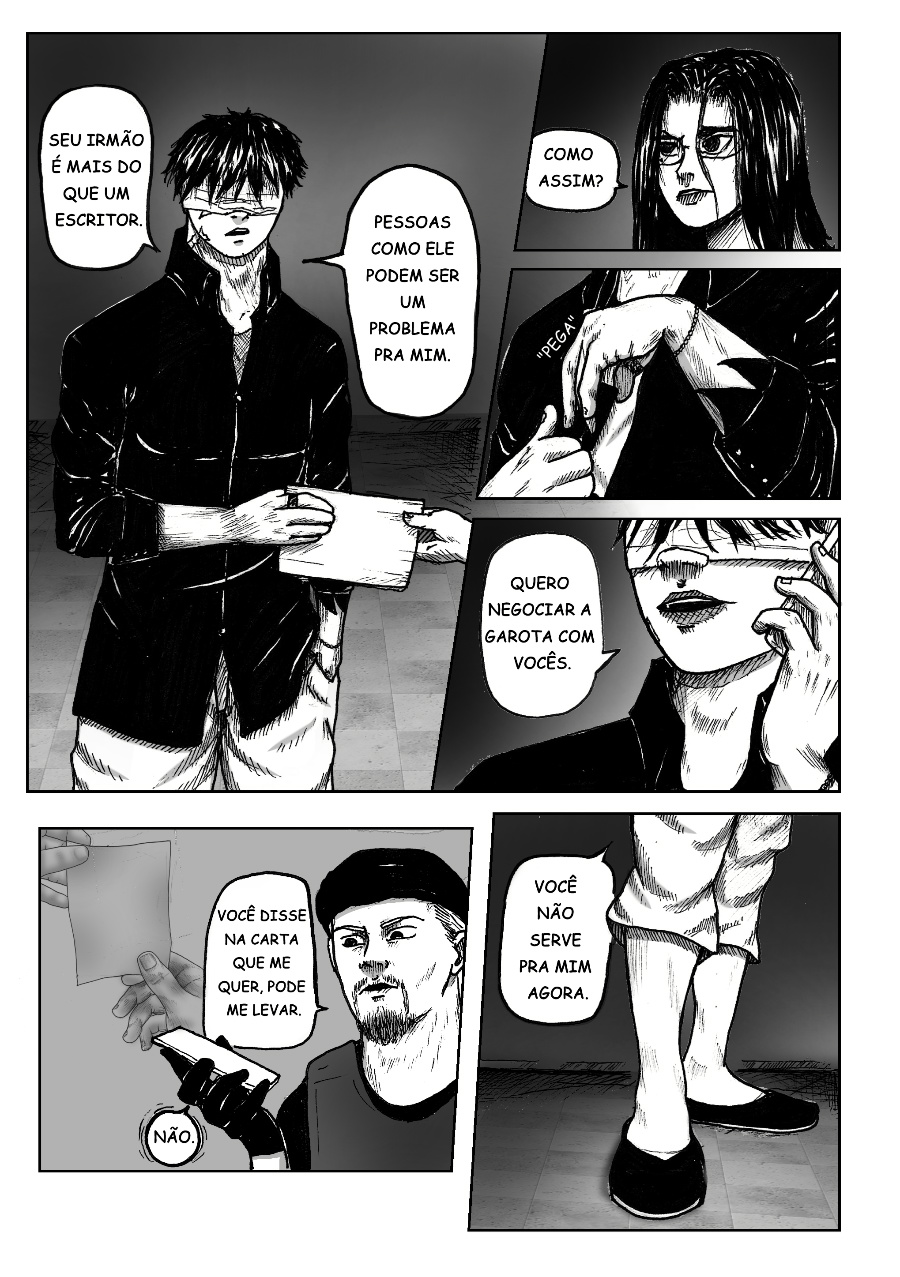 SEU IRMÃO
É MAIS DO
QUE UM
ESCRITOR.
PESSOAS
COMO ELE
PODEM SER
UM
PROBLEMA
PRA MIM.
COMO
ASSIM?
"PEGA"
QUERO
NEGOCIAR A
GAROTA COM
VOCÊS.
VOCÊ DISSE
NA CARTA
QUE ME
QUER, PODE
ME LEVAR.
NÃO.
VOCÊ
NÃO
SERVE
PRA MIM
AGORA.